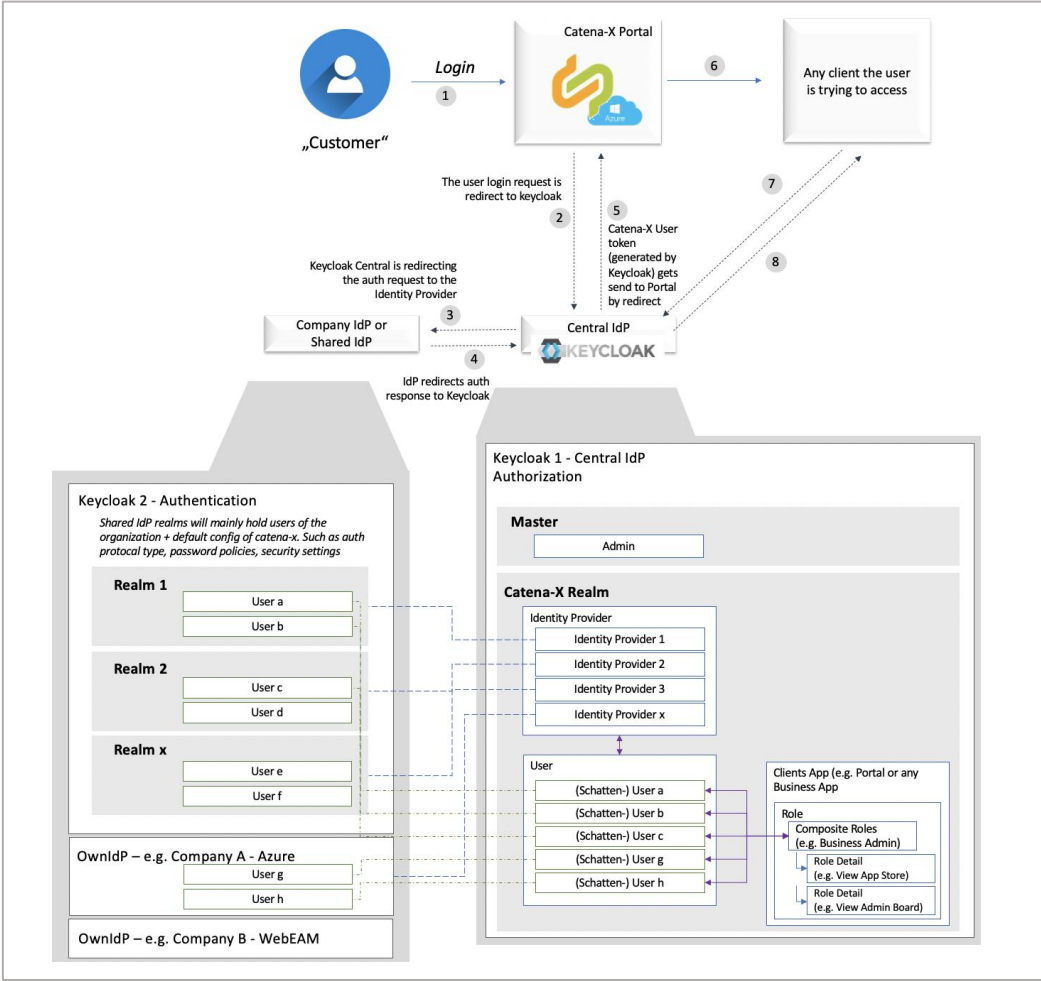 Catena-X Portal
Login
1
6
Azure
Any client the user
is trying to access
„Customer“
The user login request is
redirect to keycloak
2
5
Catena-X User
token
(generated by
Keycloak) gets
send to Portal
by redirect
7
8
Keycloak Central is redirecting
the auth request to the
Identity Provider
3
Company IdP or
Shared IdP
Central IdP
KEYCLOAK
4
IdP redirects auth
response to Keycloak
Keycloak 1 - Central IdP
Authorization
Master
Admin
Catena-X Realm
Identity Provider
Identity Provider 1
Identity Provider 2
Identity Provider 3
Identity Provider x
User
(Schatten-) User a
(Schatten-) User b
(Schatten-) User c
(Schatten-) User g
(Schatten-) User h
Clients App (e.g. Portal or any
Business App
Role
Composite Roles
(e.g. Business Admin)
Role Detail
(e.g. View App Store)
Role Detail
(e.g. View Admin Board)
Keycloak 2 - Authentication
Shared IdP realms will mainly hold users of the
organization + default config of catena-x. Such as auth
protocal type, password policies, security settings
Realm 1
User a
User b
Realm 2
User c
User d
Realm x
User e
User f
OwnIdP – e.g. Company A - Azure
User g
User h
OwnIdP – e.g. Company B - WebEAM